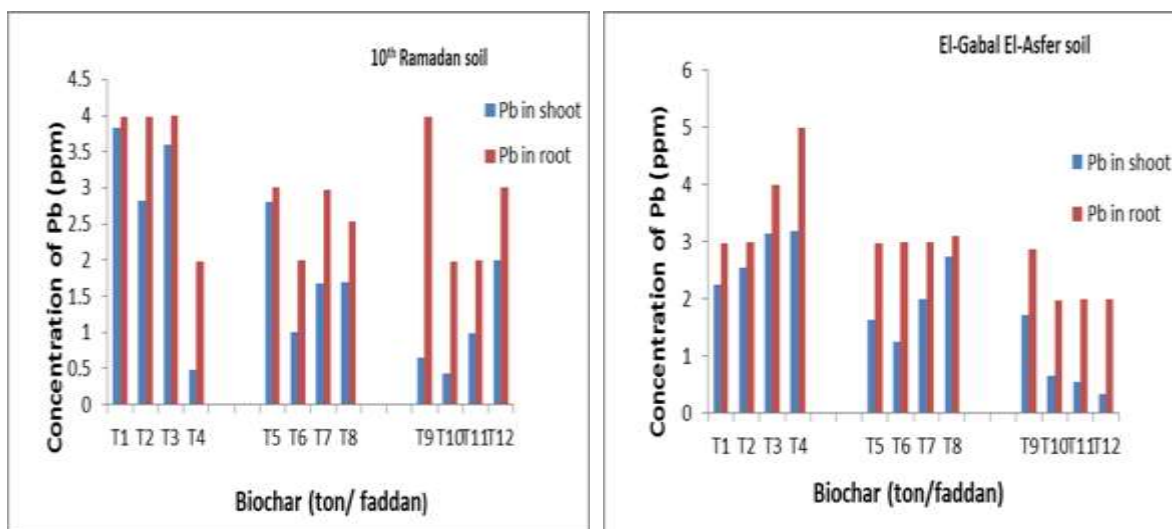 10th Ramadan soil
Concentration of Pb (ppm)
4.5
4
3.5
3
2.5
2
1.5
1
0.5
0
Pb in shoot
Pb in root
T1 T2 T3 T4 T5 T6 T7 T8 T9 T10 T11 T12
Biochar (ton/ faddan)
El-Gabal El-Asfer soil
Concentration of Pb (ppm)
6
5
4
3
2
1
0
Pb in shoot
Pb in root
T1 T2 T3 T4 T5 T6 T7 T8 T9 T10 T11 T12
Biochar (ton/faddan)